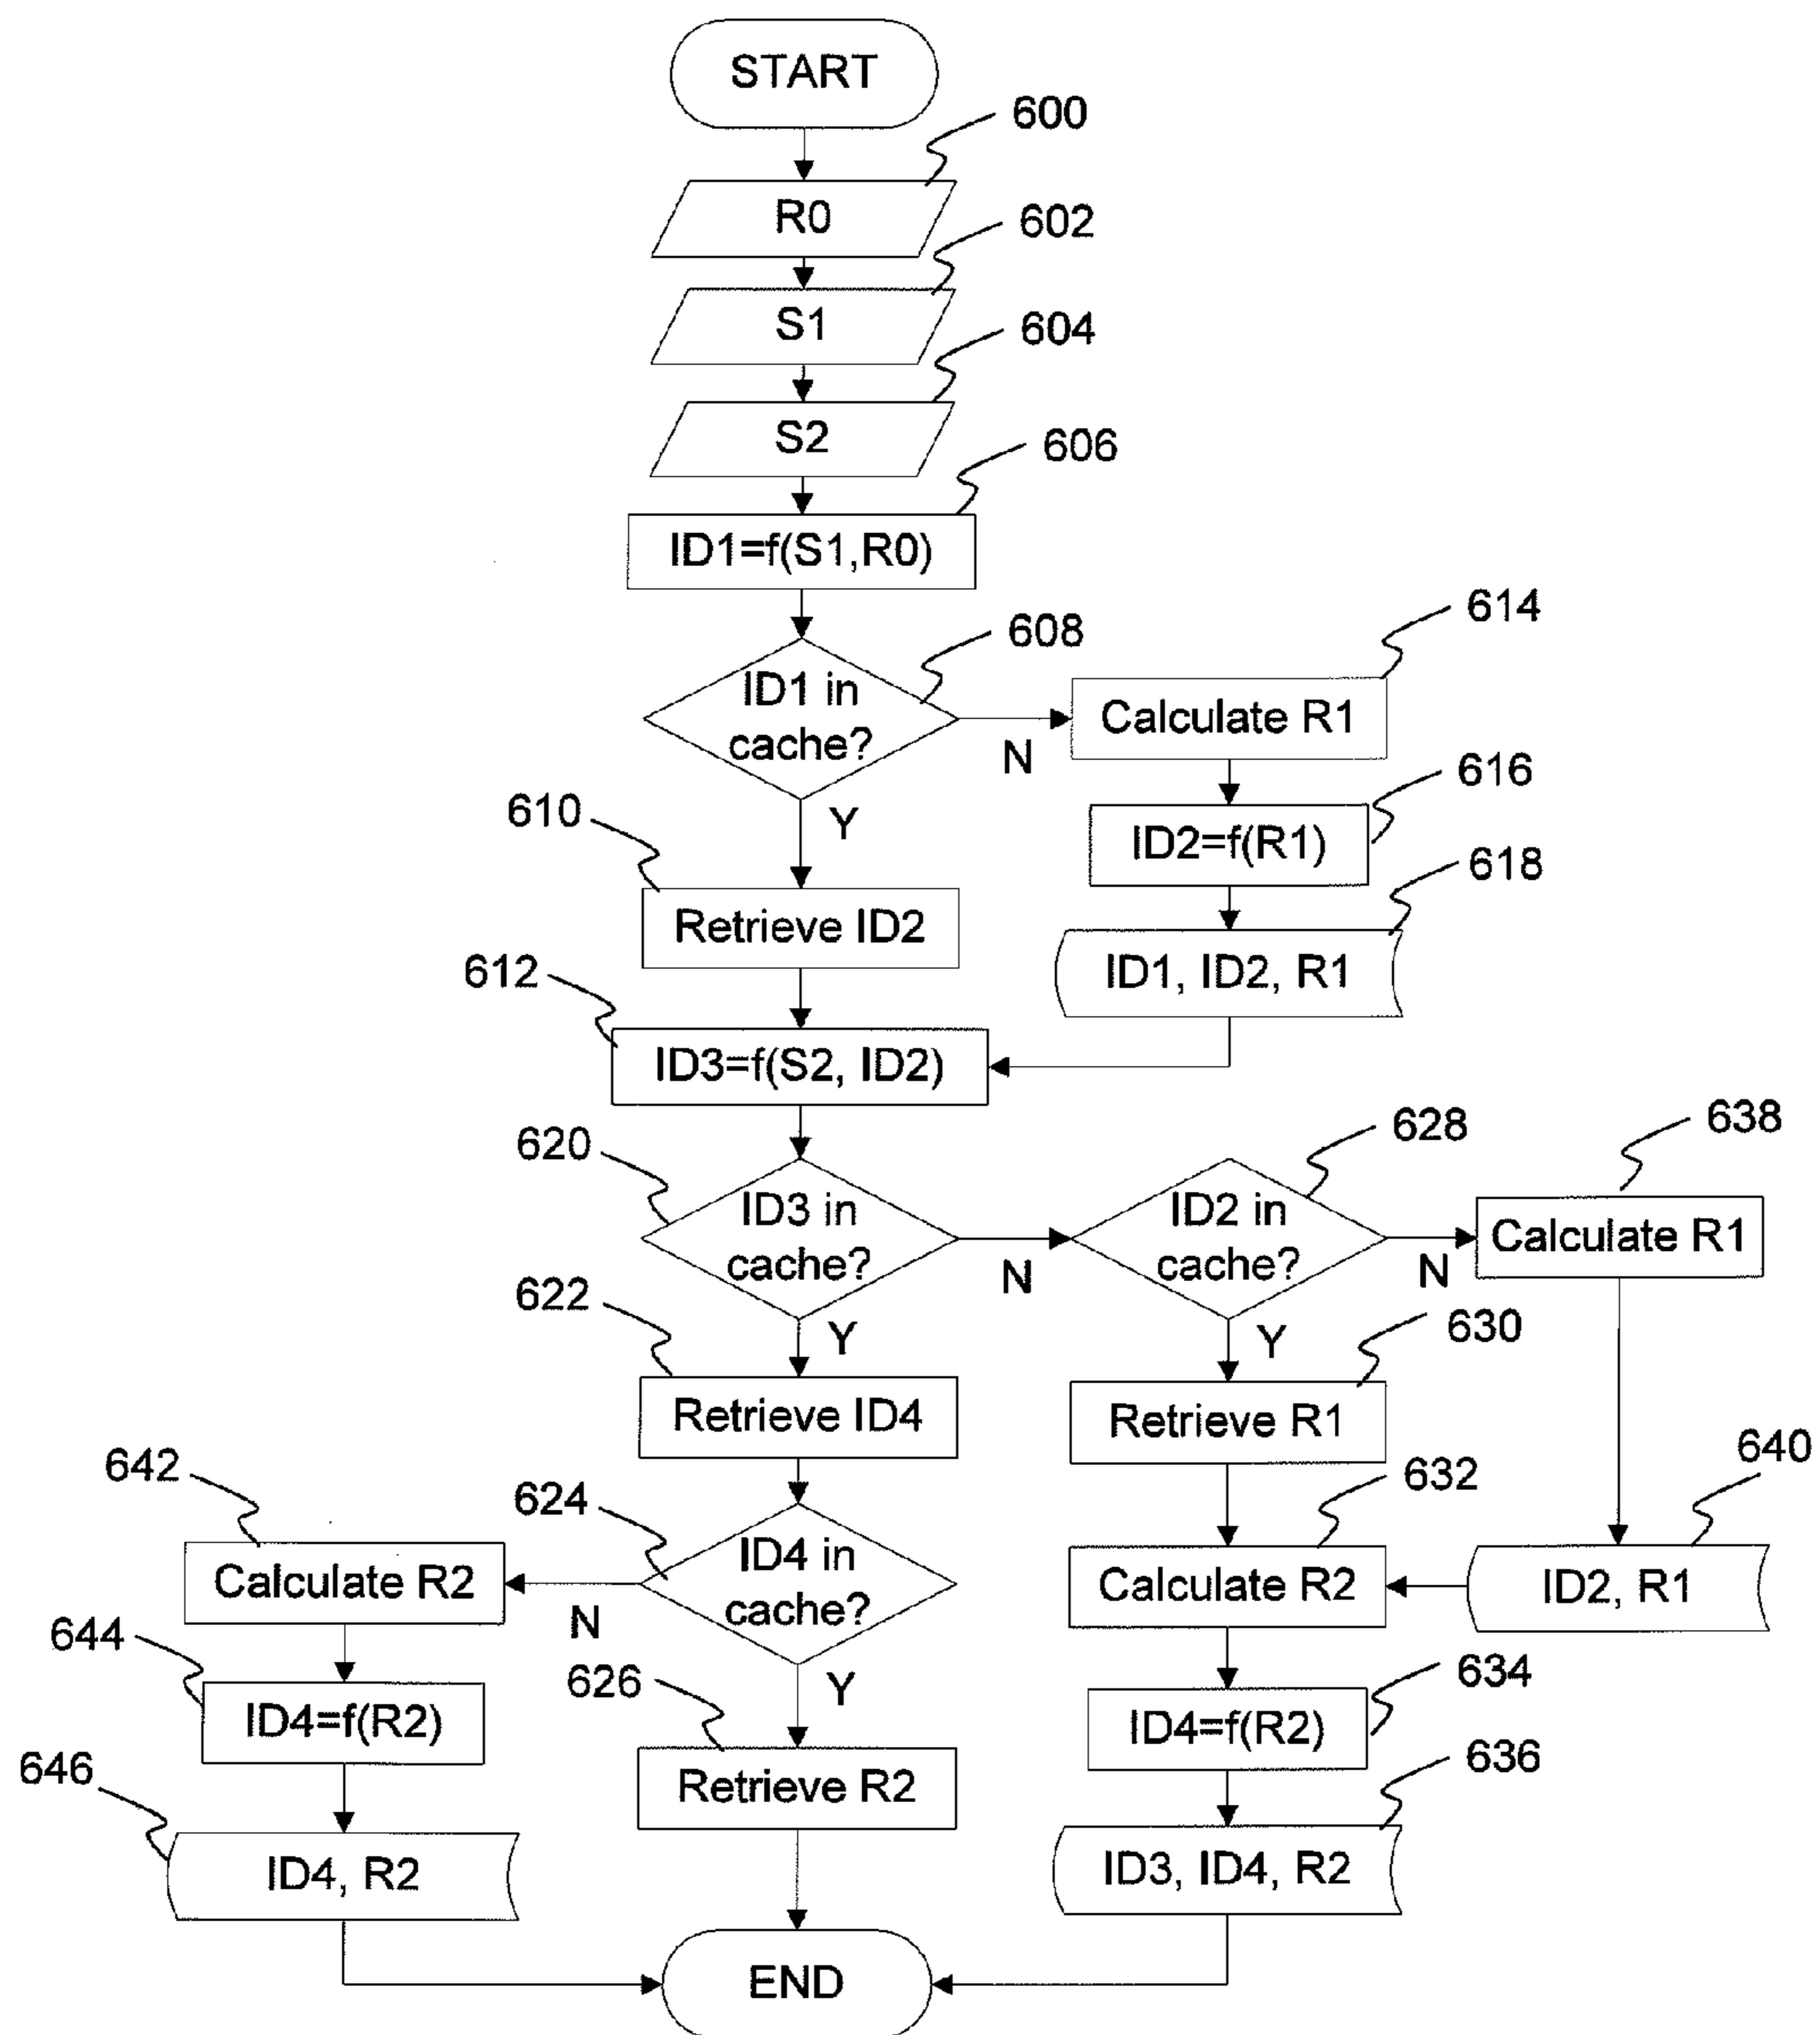 START
600
R0
602
S1
604
S2
606
ID1=f(S1,R0)
608
ID1 in
cache?
N
Y
614
Calculate R1
616
ID2=f(R1)
618
ID1, ID2, R1
610
Retrieve ID2
612
ID3=f(S2, ID2)
620
ID3 in
cache?
N
Y
628
ID2 in
cache?
N
Y
638
Calculate R1
622
Retrieve ID4
630
Retrieve R1
640
ID2, R1
624
ID4 in
cache?
N
Y
632
Calculate R2
642
Calculate R2
644
ID4=f(R2)
646
ID4, R2
626
Retrieve R2
634
ID4=f(R2)
636
ID3, ID4, R2
END